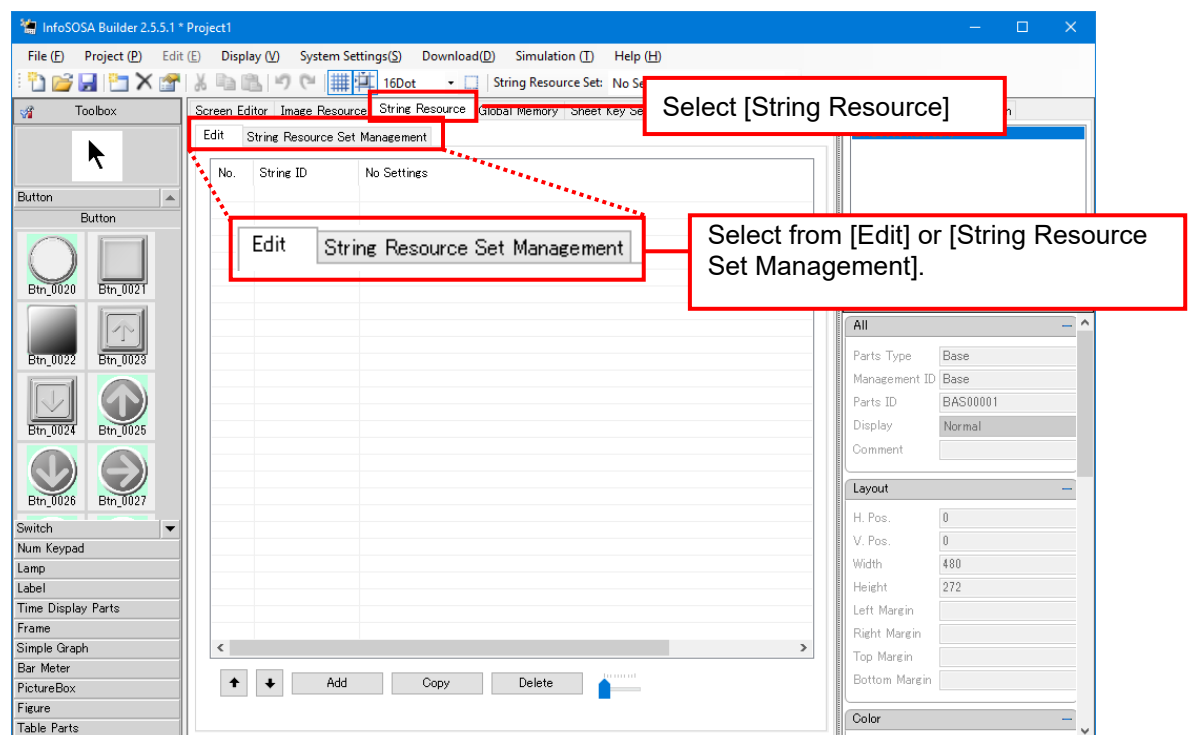 InfoSOSA Builder 2.5.5.1 * Project1
File (F) Project (P) Edit (E) Display (V) System Settings(S) Download(D) Simulation (T) Help (H)
16Dot String Resource Set: No Se
Select [String Resource]
Toolbox
Screen Editor Image Resource String Resource Global Memory Sheet Key Se
Edit String Resource Set Management
No. String ID No Settings
Button
Button
Edit String Resource Set Management
Select from [Edit] or [String Resource
Set Management].
Btn_0020 Btn_0021
Btn_0022 Btn_0023
Btn_0024 Btn_0025
Btn_0026 Btn_0027
Switch
Num Keypad
Lamp
Label
Time Display Parts
Frame
Simple Graph
Bar Meter
PictureBox
Figure
Table Parts
Add Copy Delete
All
Parts Type Base
Management ID Base
Parts ID BAS00001
Display Normal
Comment
Layout
H. Pos. 0
V. Pos. 0
Width 480
Height 272
Left Margin
Right Margin
Top Margin
Bottom Margin
Color